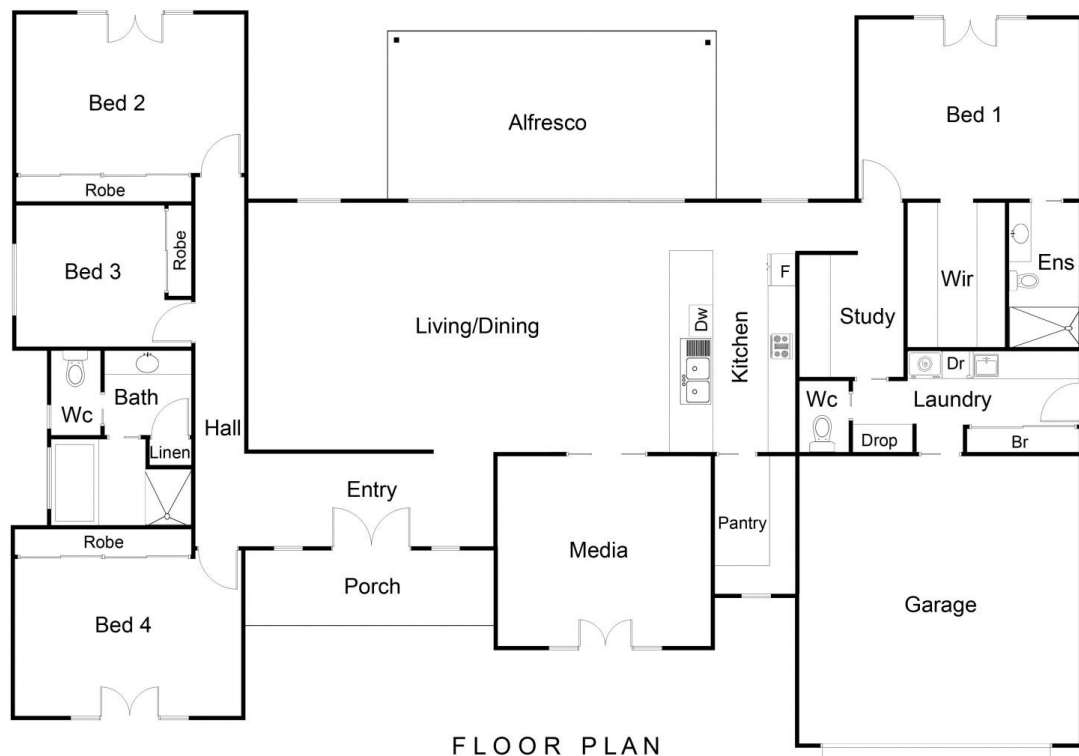 Bed 2
Alfresco
Bed 1
Robe
Bed 3
Robe
Living/Dining
Dw
Kitchen
F
Study
Wir
Ens
Wc
Bath
Linen
Hall
Wc
Drop
Dr
Laundry
Br
Entry
Pantry
Media
Porch
Robe
Bed 4
Garage
FLOOR PLAN